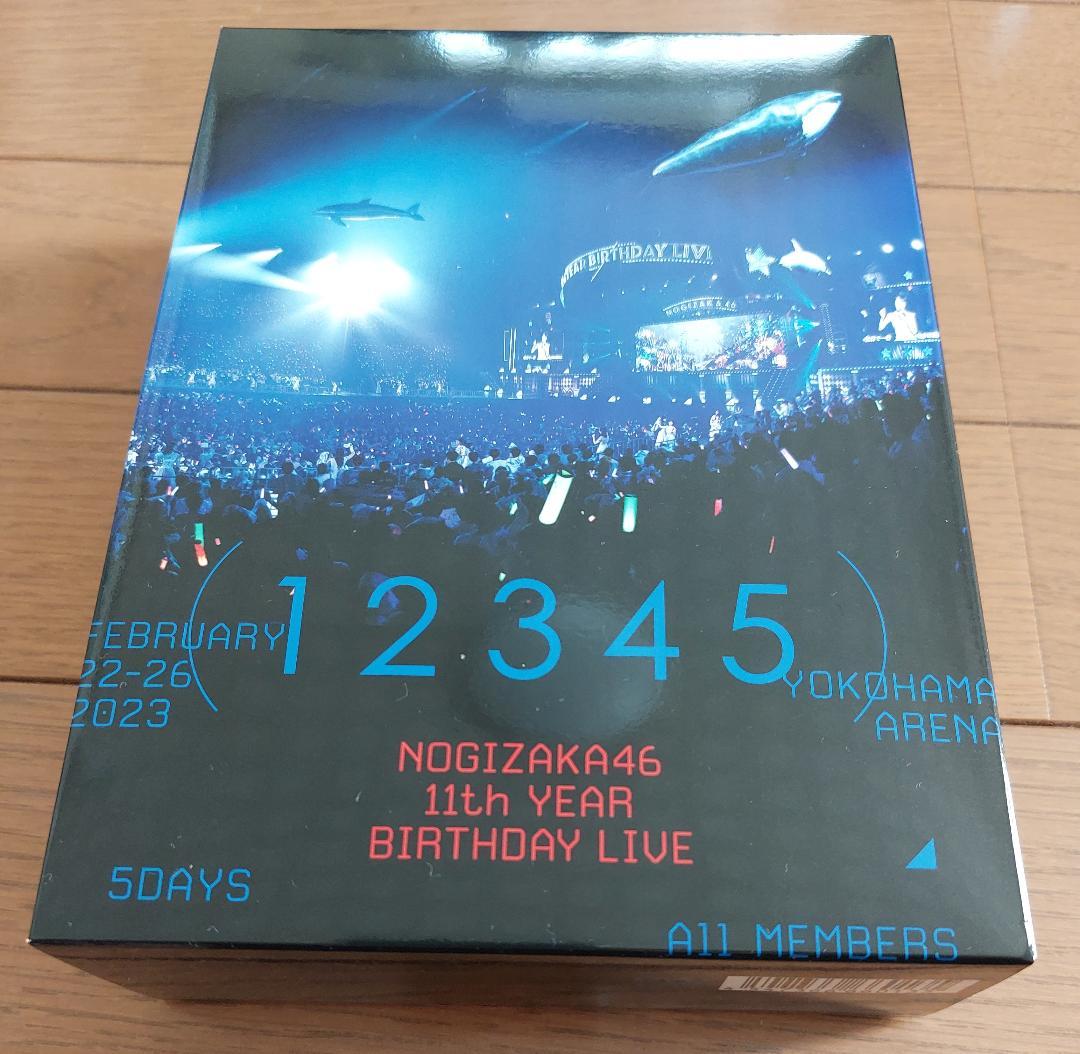 YEAR BIRTHDAY LIVE
NOGIZAKA46
(1 2 3 4 5)
FEBRUARY
22-26
2023
YOKOHAMA
ARENA
NOGIZAKA46
11th YEAR
BIRTHDAY LIVE
5DAYS
All MEMBERS